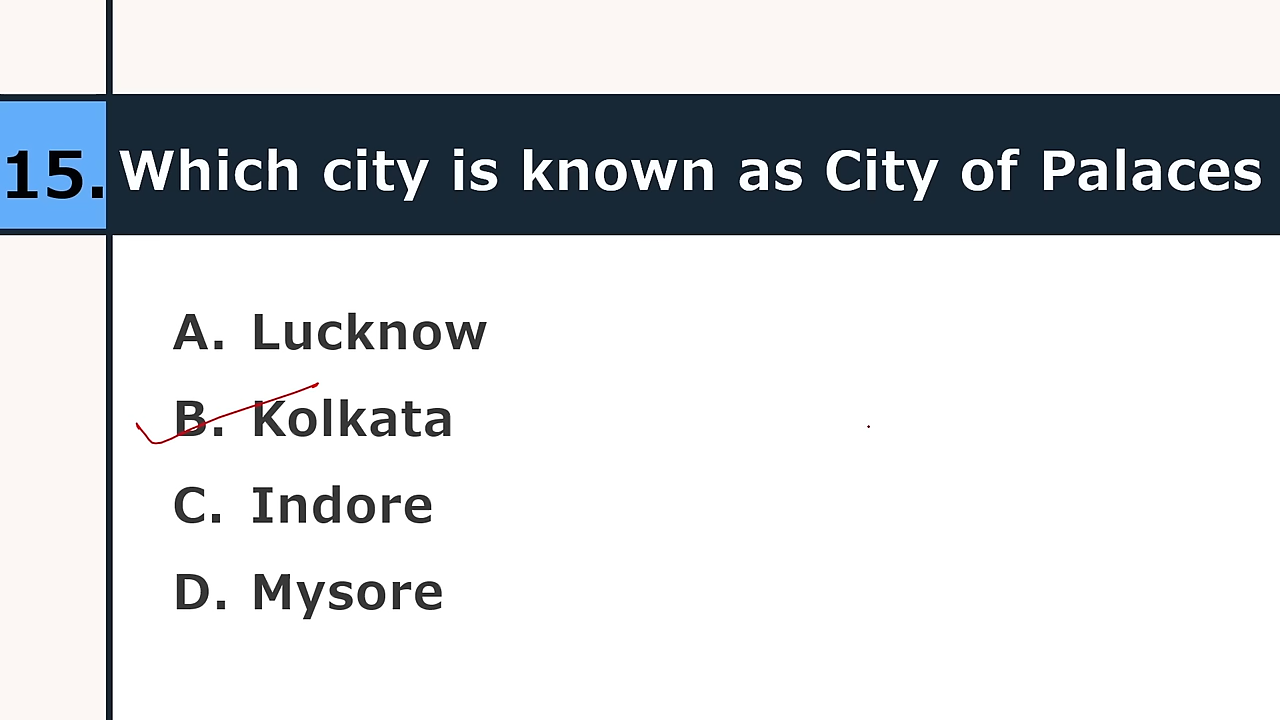 15. Which city is known as City of Palaces
A. Lucknow
B. Kolkata
C. Indore
D. Mysore